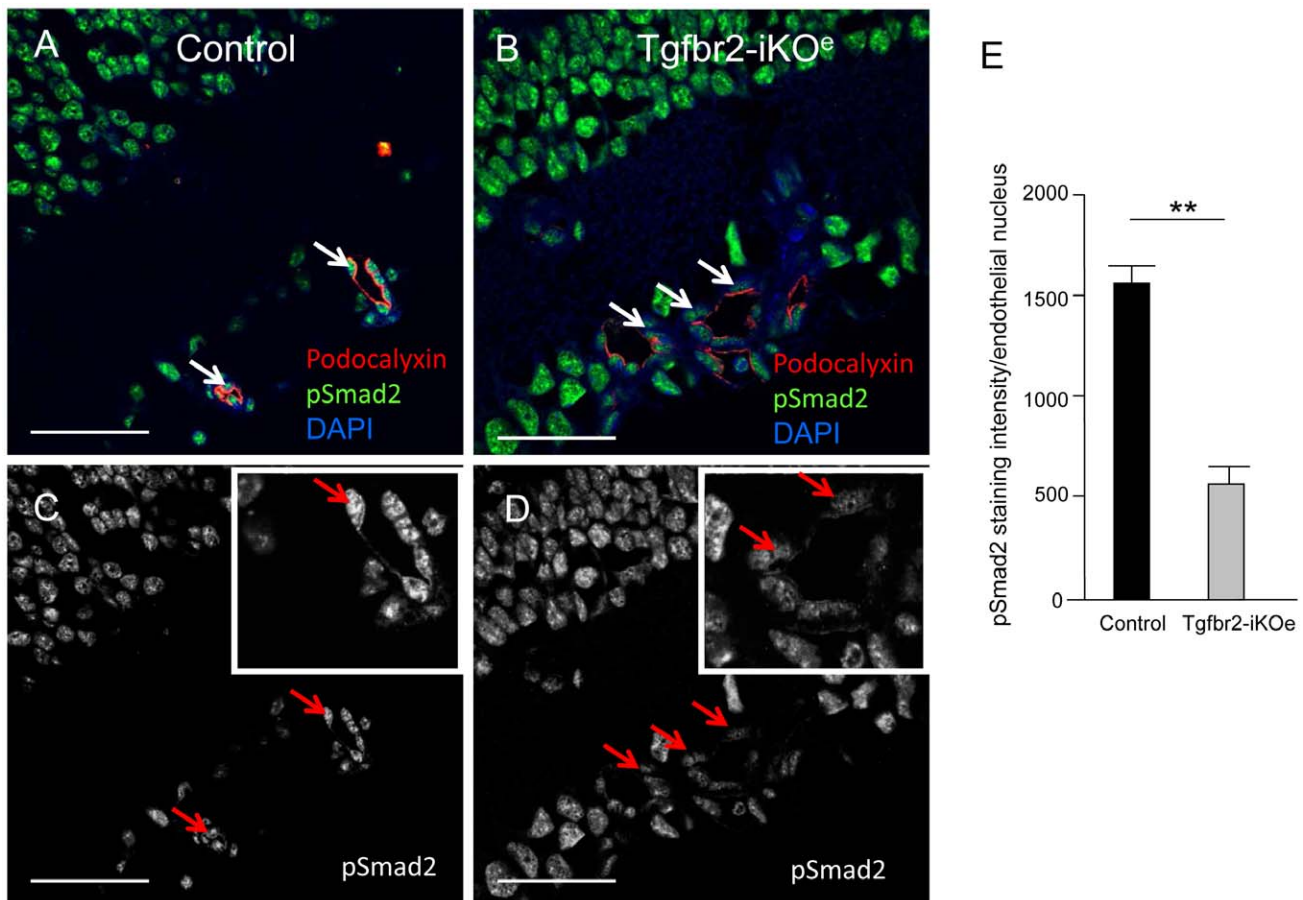 A
Control
Podocalyxin
pSmad2
DAPI
B
Tgfbr2-iKOᵉ
Podocalyxin
pSmad2
DAPI
C
pSmad2
D
pSmad2
E
pSmad2 staining intensity/endothelial nucleus
2000
1500
1000
500
0
**
Control
Tgfbr2-iKOe